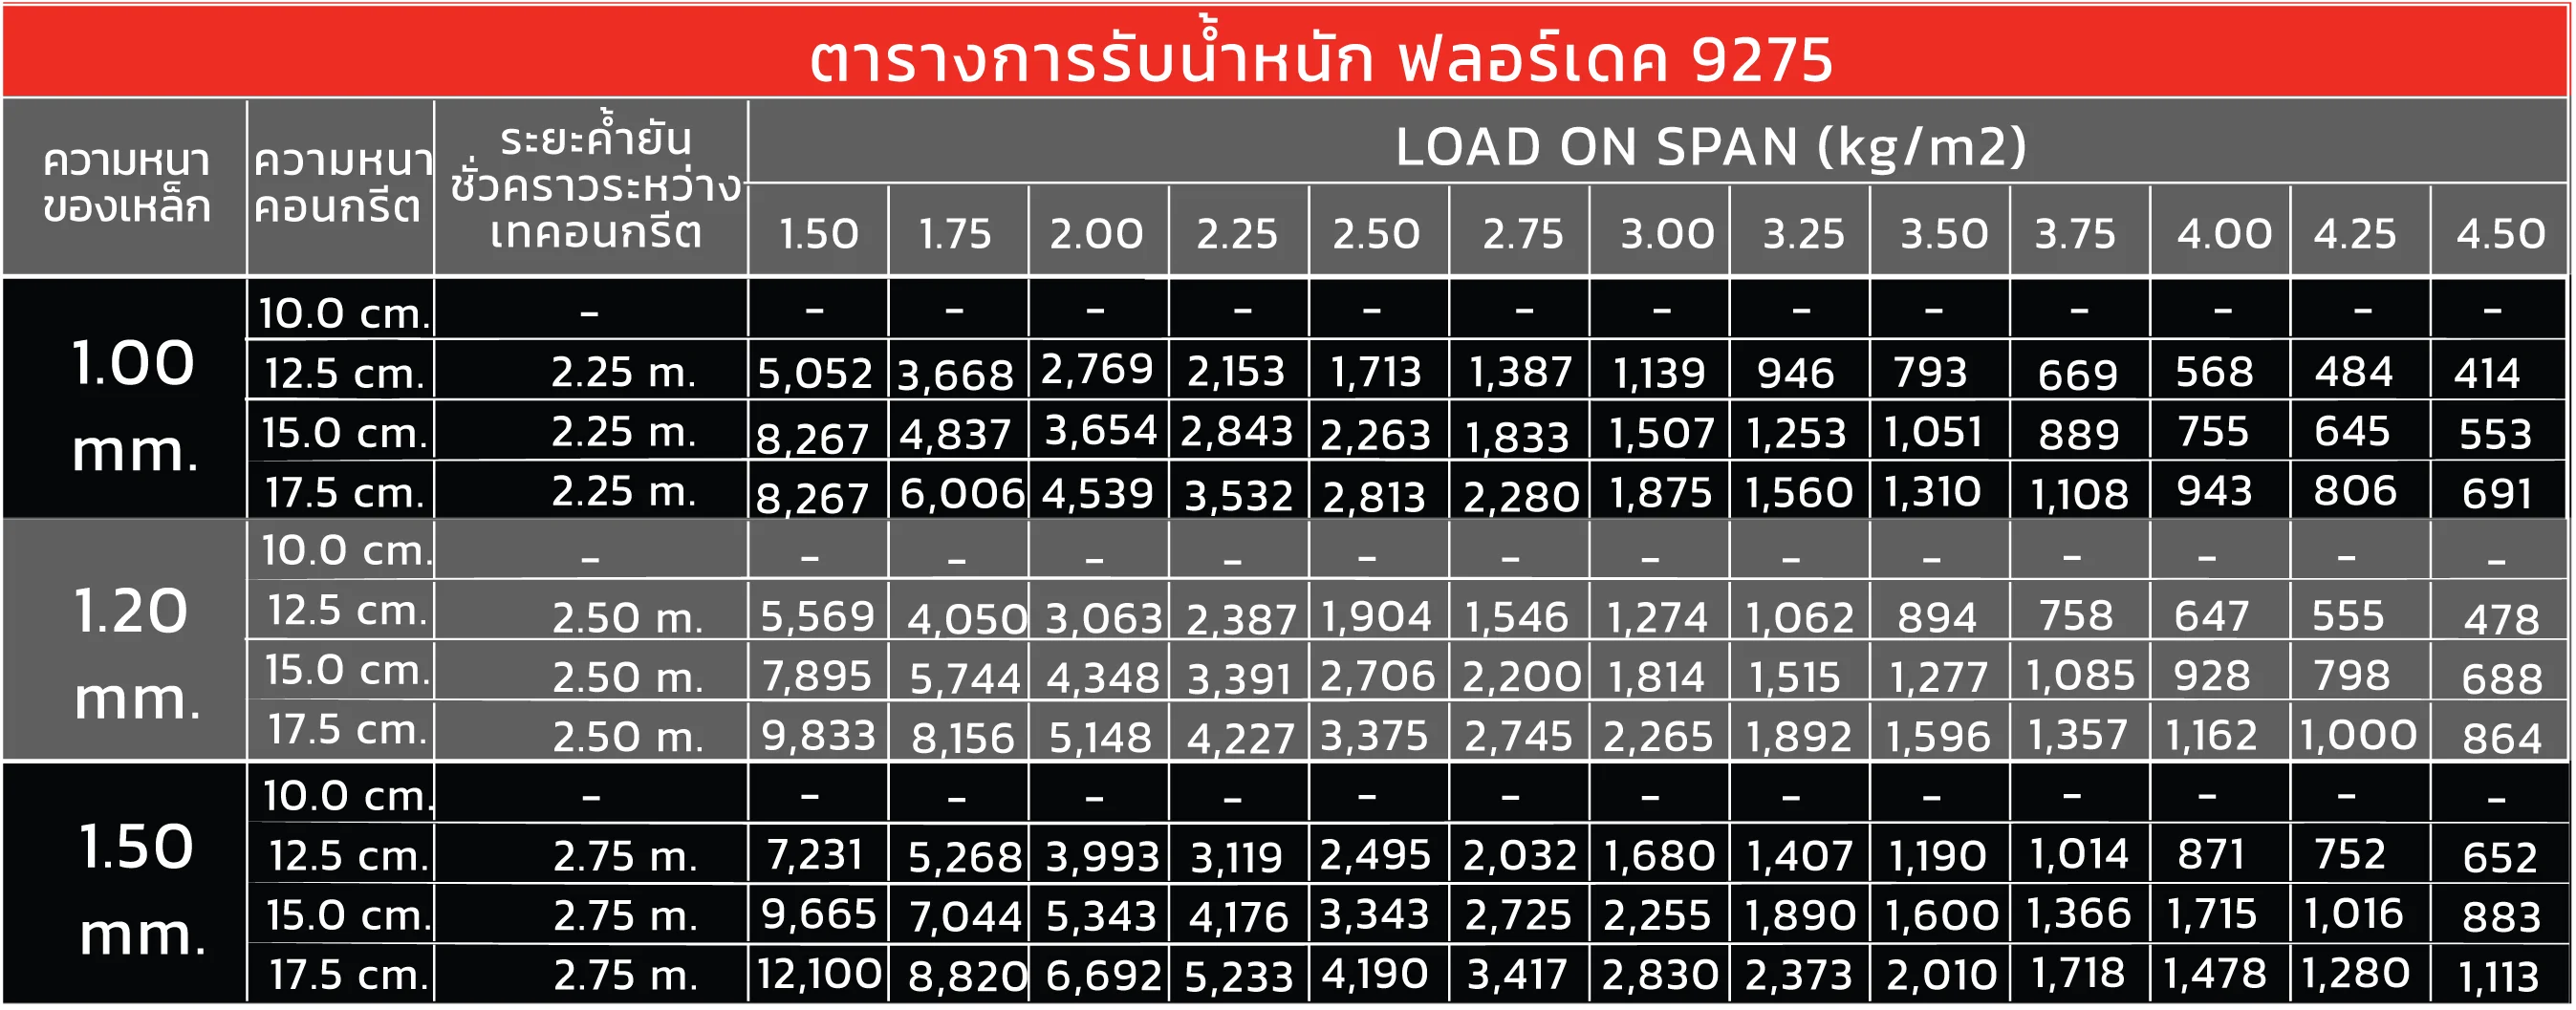 ตารางการรับน้ำหนัก ฟลอร์เดค 9275
ความหนา
ของเหล็ก
ความหนา
คอนกรีต
ระยะค้ำยัน
ชั่วคราวระหว่าง
เทคอนกรีต
LOAD ON SPAN (kg/m2)
1.50 1.75 2.00 2.25 2.50 2.75 3.00 3.25 3.50 3.75 4.00 4.25 4.50
1.00
mm.
10.0 cm. - - - - - - - - - - - - - -
12.5 cm. 2.25 m. 5,052 3,668 2,769 2,153 1,713 1,387 1,139 946 793 669 568 484 414
15.0 cm. 2.25 m. 8,267 4,837 3,654 2,843 2,263 1,833 1,507 1,253 1,051 889 755 645 553
17.5 cm. 2.25 m. 8,267 6,006 4,539 3,532 2,813 2,280 1,875 1,560 1,310 1,108 943 806 691
1.20
mm.
10.0 cm. - - - - - - - - - - - - - -
12.5 cm. 2.50 m. 5,569 4,050 3,063 2,387 1,904 1,546 1,274 1,062 894 758 647 555 478
15.0 cm. 2.50 m. 7,895 5,744 4,348 3,391 2,706 2,200 1,814 1,515 1,277 1,085 928 798 688
17.5 cm. 2.50 m. 9,833 8,156 5,148 4,227 3,375 2,745 2,265 1,892 1,596 1,357 1,162 1,000 864
1.50
mm.
10.0 cm. - - - - - - - - - - - - - -
12.5 cm. 2.75 m. 7,231 5,268 3,993 3,119 2,495 2,032 1,680 1,407 1,190 1,014 871 752 652
15.0 cm. 2.75 m. 9,665 7,044 5,343 4,176 3,343 2,725 2,255 1,890 1,600 1,366 1,715 1,016 883
17.5 cm. 2.75 m. 12,100 8,820 6,692 5,233 4,190 3,417 2,830 2,373 2,010 1,718 1,478 1,280 1,113